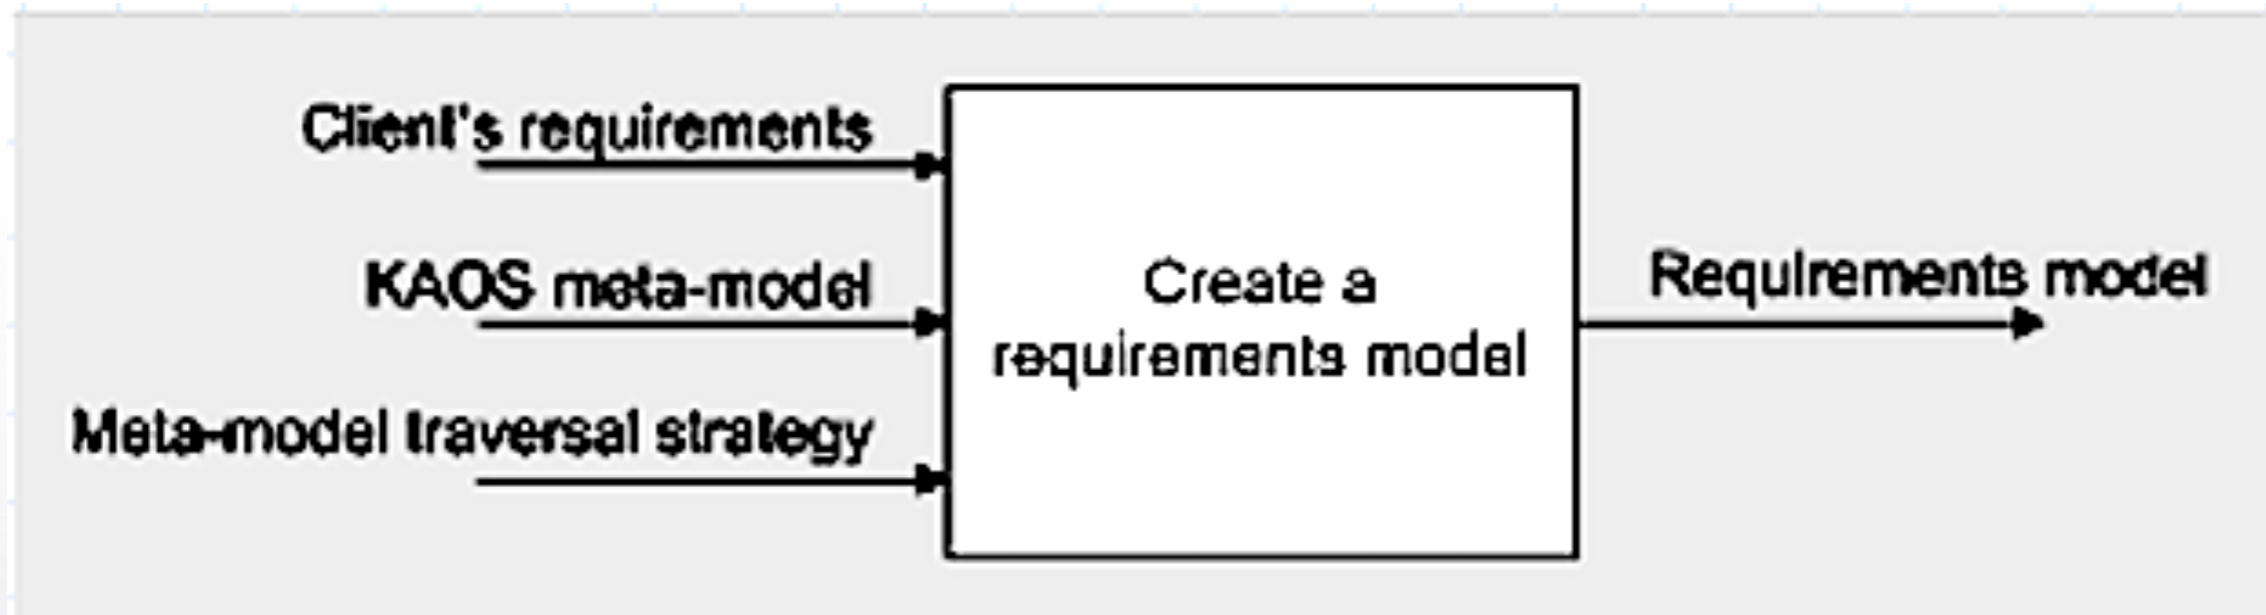 Client's requirements
KAOS meta-model
Meta-model traversal strategy
Create a
requirements model
Requirements model